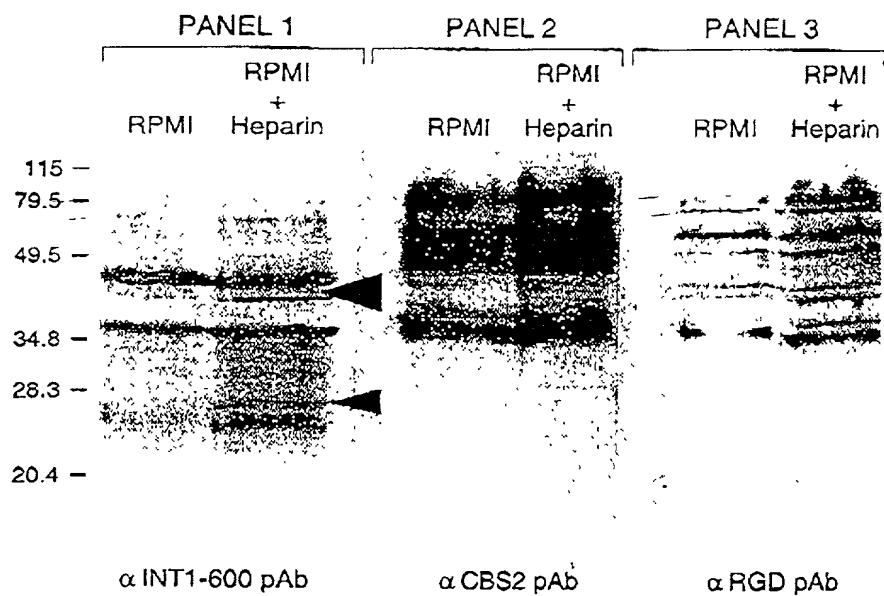 PANEL 1 PANEL 2 PANEL 3
RPMI RPMI + Heparin RPMI RPMI + Heparin RPMI RPMI + Heparin
115
79.5
49.5
34.8
28.3
20.4
α INT1-600 pAb α CBS2 pAb α RGD pAb